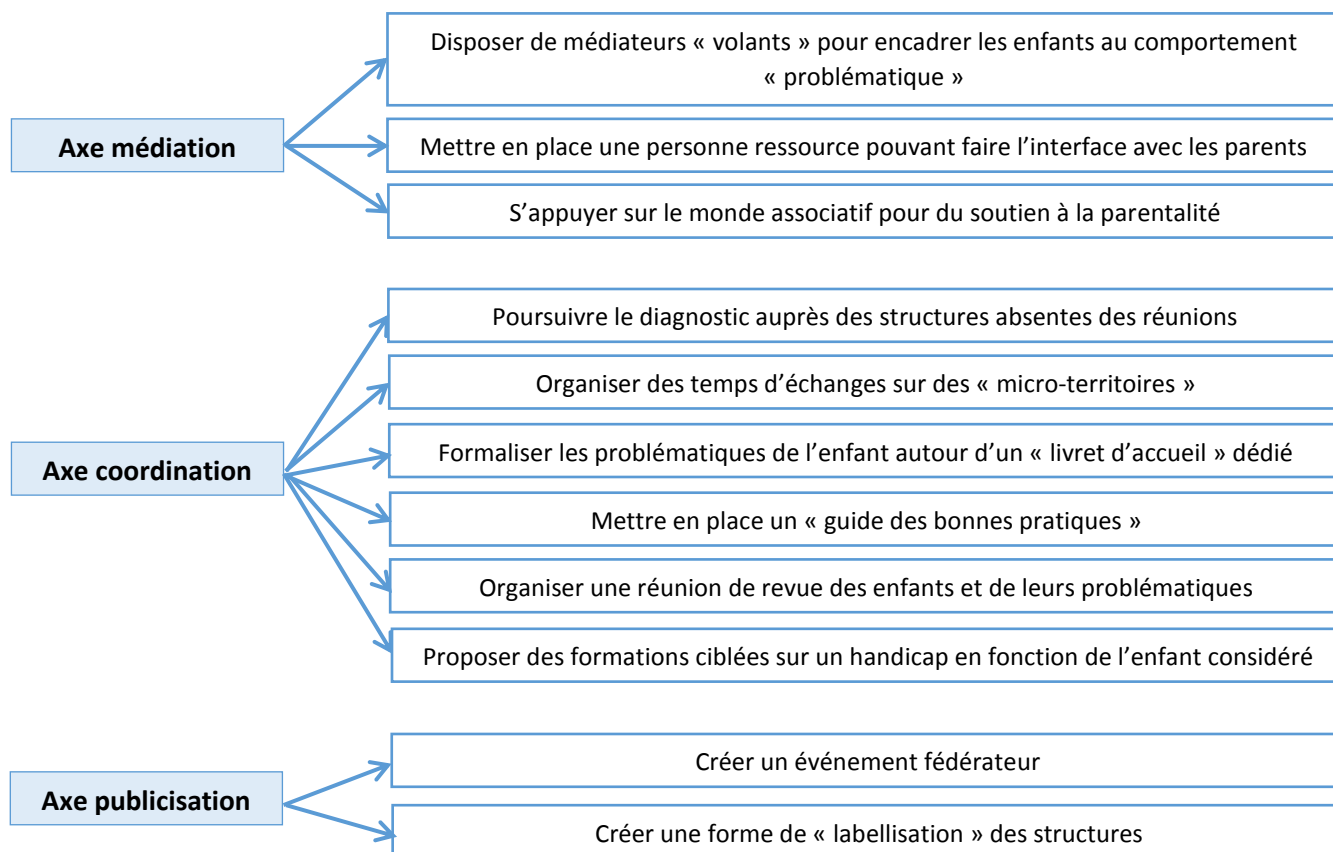 Disposer de médiateurs « volants » pour encadrer les enfants au comportement
« problématique »
Axe médiation
Mettre en place une personne ressource pouvant faire l’interface avec les parents
S’appuyer sur le monde associatif pour du soutien à la parentalité
Poursuivre le diagnostic auprès des structures absentes des réunions
Organiser des temps d’échanges sur des « micro-territoires »
Axe coordination
Formaliser les problématiques de l’enfant autour d’un « livret d’accueil » dédié
Mettre en place un « guide des bonnes pratiques »
Organiser une réunion de revue des enfants et de leurs problématiques
Proposer des formations ciblées sur un handicap en fonction de l’enfant considéré
Axe publicisation
Créer un événement fédérateur
Créer une forme de « labellisation » des structures